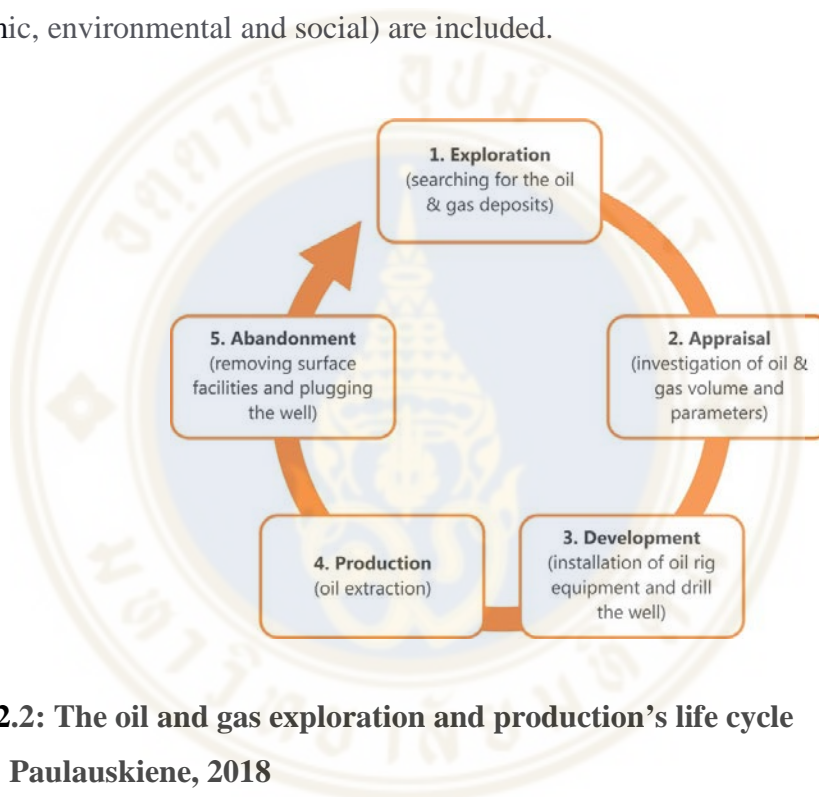 nic, environmental and social) are included.
1. Exploration
(searching for the oil
& gas deposits)
5. Abandonment
(removing surface
facilities and plugging
the well)
2. Appraisal
(investigation of oil &
gas volume and
parameters)
4. Production
(oil extraction)
3. Development
(installation of oil rig
equipment and drill
the well)
2.2: The oil and gas exploration and production's life cycle
Paulauskiene, 2018